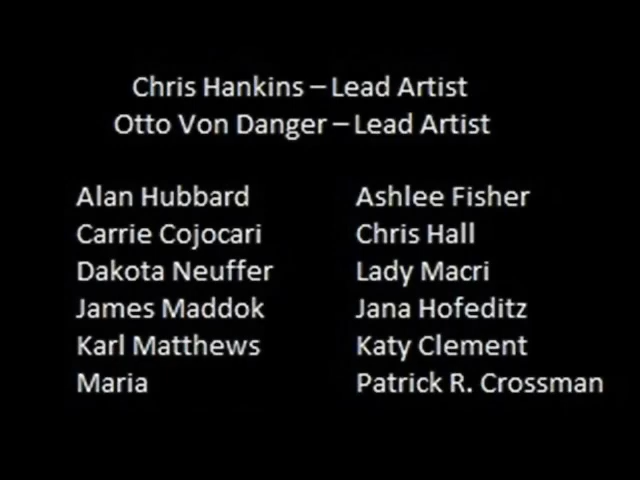 Chris Hankins – Lead Artist
Otto Von Danger – Lead Artist
Alan Hubbard
Carrie Cojocari
Dakota Neuffer
James Maddok
Karl Matthews
Maria
Ashlee Fisher
Chris Hall
Lady Macri
Jana Hofeditz
Katy Clement
Patrick R. Crossman